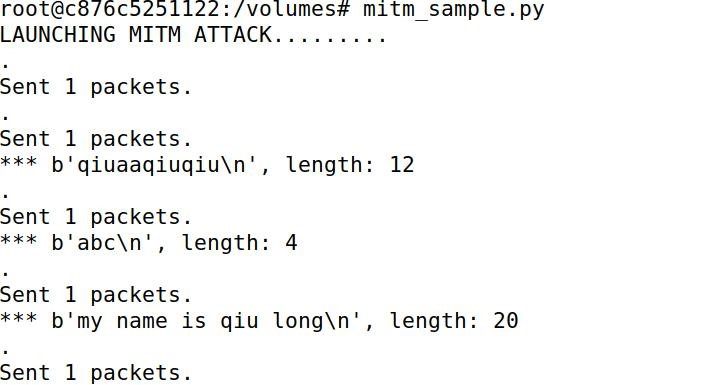 root@c876c5251122:/volumes# mitm_sample.py
LAUNCHING MITM ATTACK.........
.
Sent 1 packets.
.
Sent 1 packets.
*** b'qiuaaqiuqiu\n', length: 12
.
Sent 1 packets.
*** b'abc\n', length: 4
.
Sent 1 packets.
*** b'my name is qiu long\n', length: 20
.
Sent 1 packets.